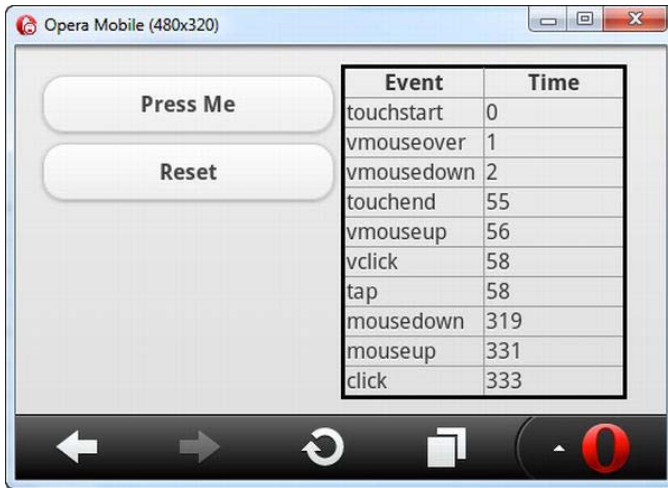 Opera Mobile (480x320)
Press Me
Reset
Event Time
touchstart 0
vmouseover 1
vmousedown 2
touchend 55
vmouseup 56
vclick 58
tap 58
mousedown 319
mouseup 331
click 333